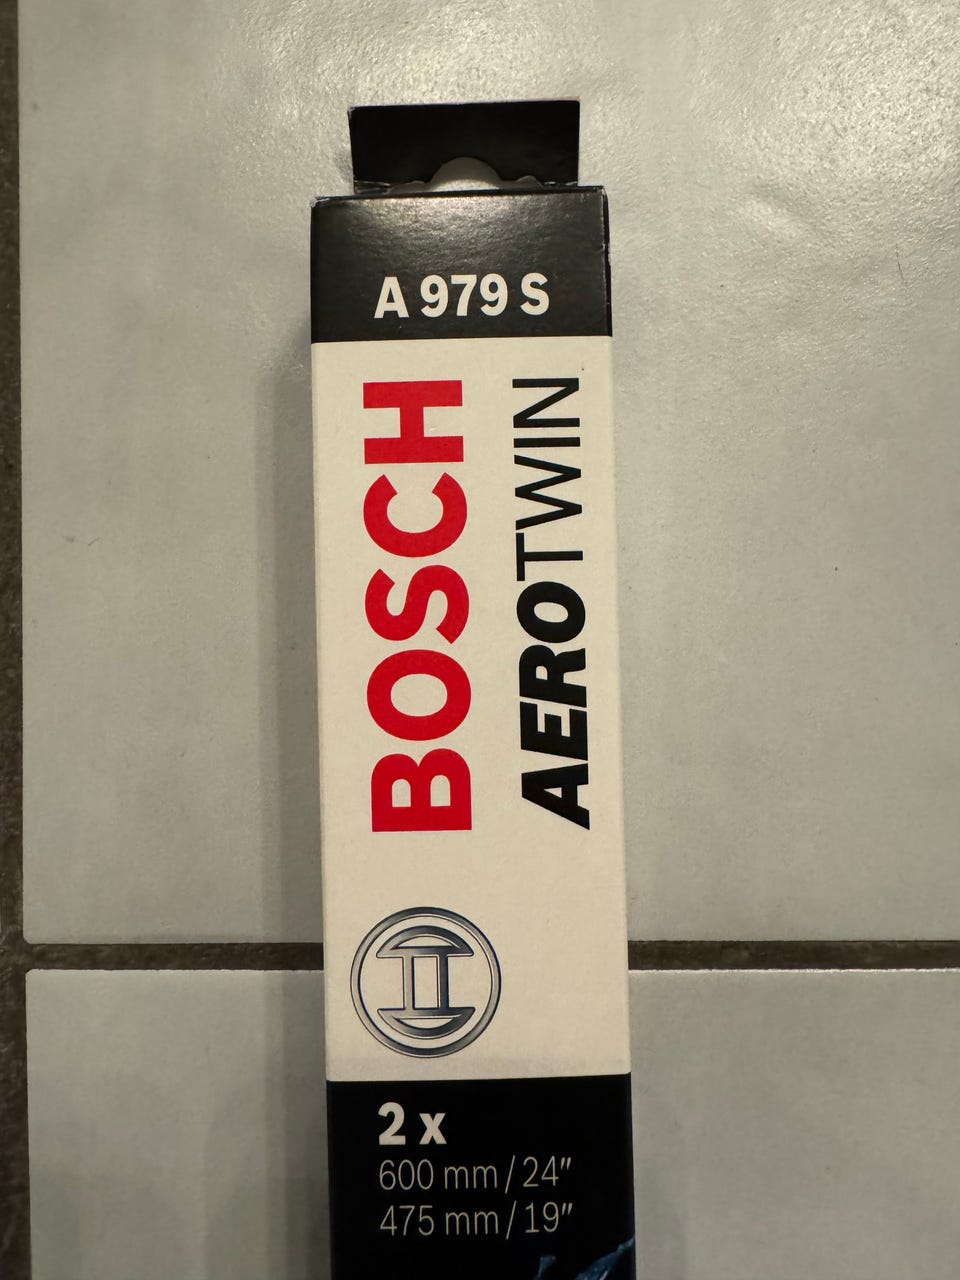 A 979 S
BOSCH
AEROTWIN
2 x
600 mm / 24"
475 mm / 19"